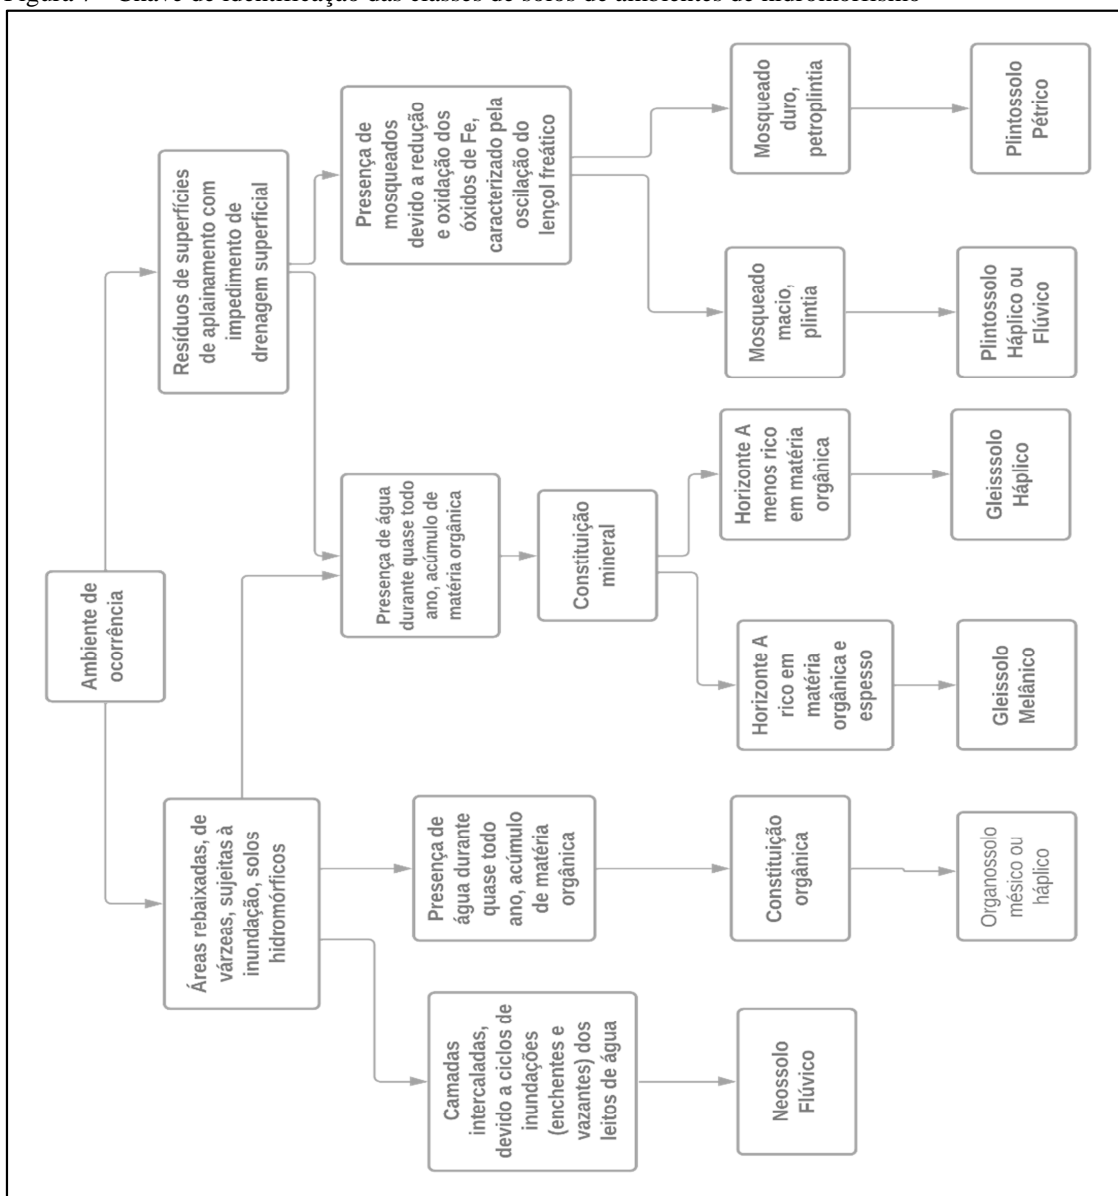 Figura 7 – Chave de identificação das classes de solos de ambientes de hidromorfismo
Ambiente de
ocorrência
Áreas rebaixadas, de
várzeas, sujeitas à
inundação, solos
hidromórficos
Resíduos de superfícies
de aplainamento com
impedimento de
drenagem superficial
Camadas
intercaladas,
devido a ciclos de
inundações
(enchentes e
vazantes) dos
leitos de água
Presença de
água durante
quase todo
ano, acúmulo
de matéria
orgânica
Presença de água
durante quase todo
ano, acúmulo de
matéria orgânica
Presença de
mosqueados
devido a redução
e oxidação dos
óxidos de Fe,
caracterizado pela
oscilação do
lençol freático
Constituição
mineral
Neossolo
Flúvico
Constituição
orgânica
Horizonte A
rico em
matéria
orgânica e
espesso
Horizonte A
menos rico
em matéria
orgânica
Mosqueado
macio,
plintia
Mosqueado
duro,
petroplintia
Organossolo
mésico ou
háplico
Gleissolo
Melânico
Gleisssolo
Háplico
Plintossolo
Háplico ou
Flúvico
Plintossolo
Pétrico